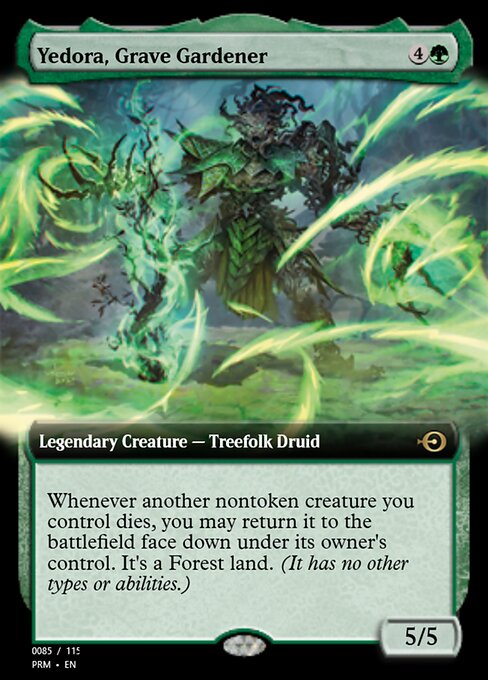 Yedora, Grave Gardener 4
Legendary Creature — Treefolk Druid
Whenever another nontoken creature you
control dies, you may return it to the
battlefield face down under its owner's
control. It's a Forest land. (It has no other
types or abilities.)
5/5
0085 / 115
PRM • EN